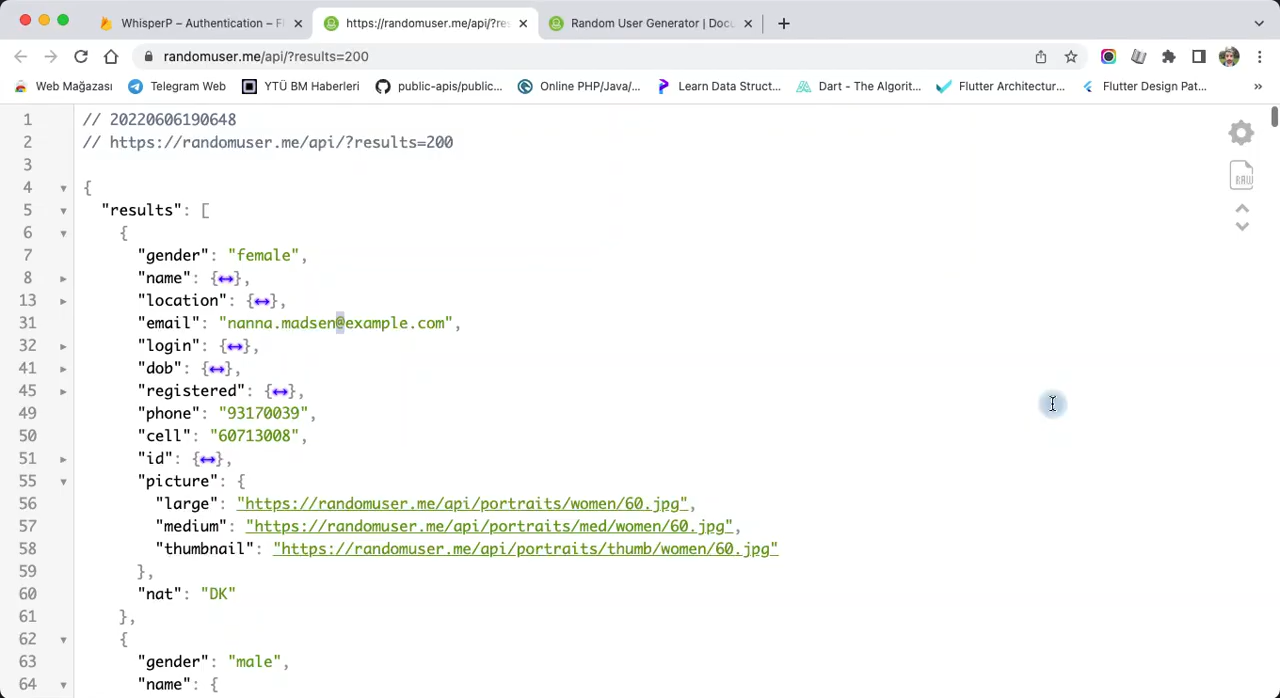 WhisperP – Authentication – Fi
https://randomuser.me/api/?res
Random User Generator | Docu
randomuser.me/api/?results=200
Web Mağazası
Telegram Web
YTÜ BM Haberleri
public-apis/public...
Online PHP/Java/...
Learn Data Struct...
Dart - The Algorit...
Flutter Architectur...
Flutter Design Pat...
»
1 // 20220606190648
2 // https://randomuser.me/api/?results=200
3
4 {
5 "results": [
6 {
7 "gender": "female",
8 "name": {↔},
13 "location": {↔},
31 "email": "nanna.madsen@example.com",
32 "login": {↔},
41 "dob": {↔},
45 "registered": {↔},
49 "phone": "93170039",
50 "cell": "60713008",
51 "id": {↔},
55 "picture": {
56 "large": "https://randomuser.me/api/portraits/women/60.jpg",
57 "medium": "https://randomuser.me/api/portraits/med/women/60.jpg",
58 "thumbnail": "https://randomuser.me/api/portraits/thumb/women/60.jpg"
59 },
60 "nat": "DK"
61 },
62 {
63 "gender": "male",
64 "name": {
RAW